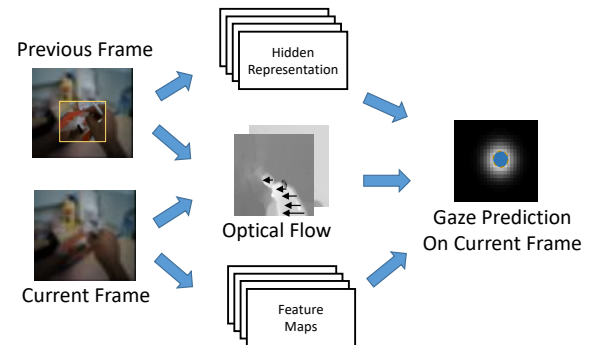 Previous Frame
Hidden
Representation
Optical Flow
Current Frame
Feature
Maps
Gaze Prediction
On Current Frame